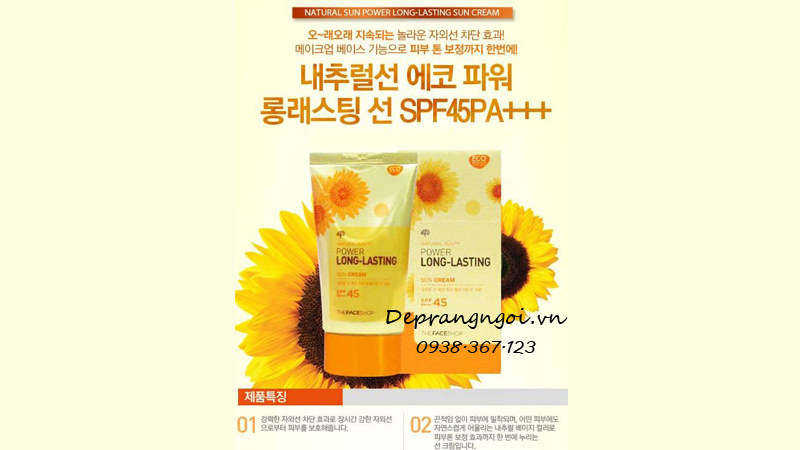 NATURAL SUN POWER LONG-LASTING SUN CREAM
오~래오래 지속되는 놀라운 자외선 차단 효과!
메이크업 베이스 기능으로 피부 톤 보정까지 한번에!
내추럴선 에코 파워
롱래스팅 선 SPF45PA+++
ECO
NATURAL SUN
POWER
LONG-LASTING
SUN CREAM
SPF 45
THEFACESHOP
ECO
NATURAL SUN
POWER
LONG-LASTING
SUN CREAM
SPF 45
THEFACESHOP
Deprangngoi.vn
0938·367·123
제품특징
01 강력한 자외선 차단 효과로 장시간 강한 자외선
으로부터 피부를 보호해줍니다.
02 끈적임 없이 피부에 밀착되며, 어떤 피부에도
자연스럽게 어울리는 내추럴 베이지 컬러로
피부톤 보정 효과까지 한 번에 누리는
선 크림입니다.